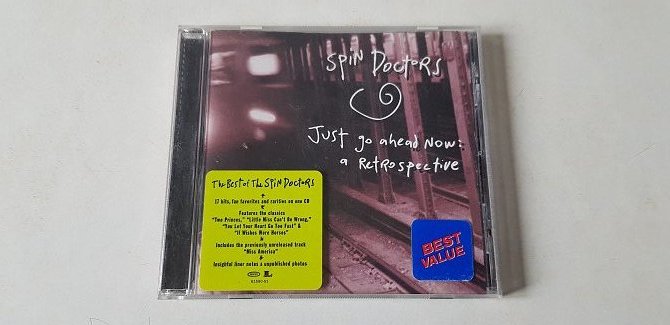 SPIN DOCTORS
Just go ahead Now:
a Retrospective
The Best of The SPIN DOCTORS
17 hits, fan favorites and rarities on one CD
Features the classics
"Two Princes," "Little Miss Can't Be Wrong,"
"You Let Your Heart Go Too Fast" &
"If Wishes Were Horses"
Includes the previously unreleased track
"Miss America"
Insightful liner notes & unpublished photos
epic
BEST
VALUE